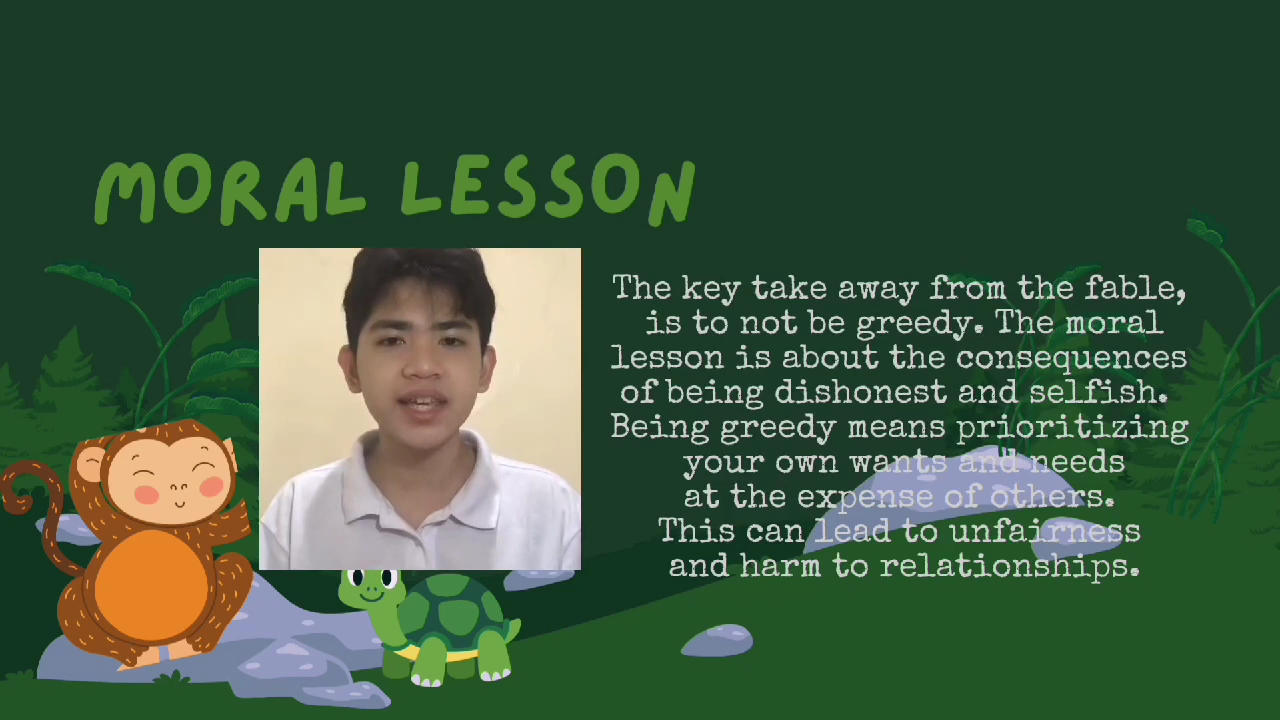 MORAL LESSON
The key take away from the fable,
is to not be greedy. The moral
lesson is about the consequences
of being dishonest and selfish.
Being greedy means prioritizing
your own wants and needs
at the expense of others.
This can lead to unfairness
and harm to relationships.